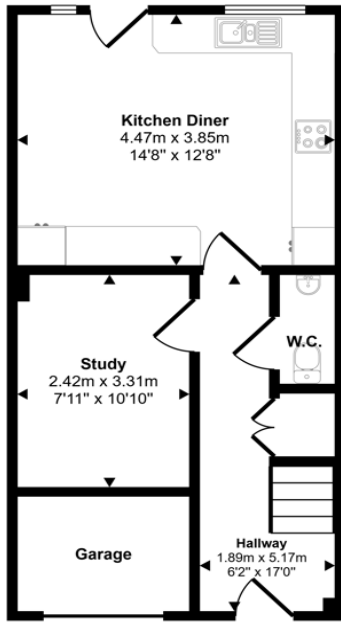 Kitchen Diner
4.47m x 3.85m
14'8" x 12'8"
W.C.
Study
2.42m x 3.31m
7'11" x 10'10"
Garage
Hallway
1.89m x 5.17m
6'2" x 17'0"